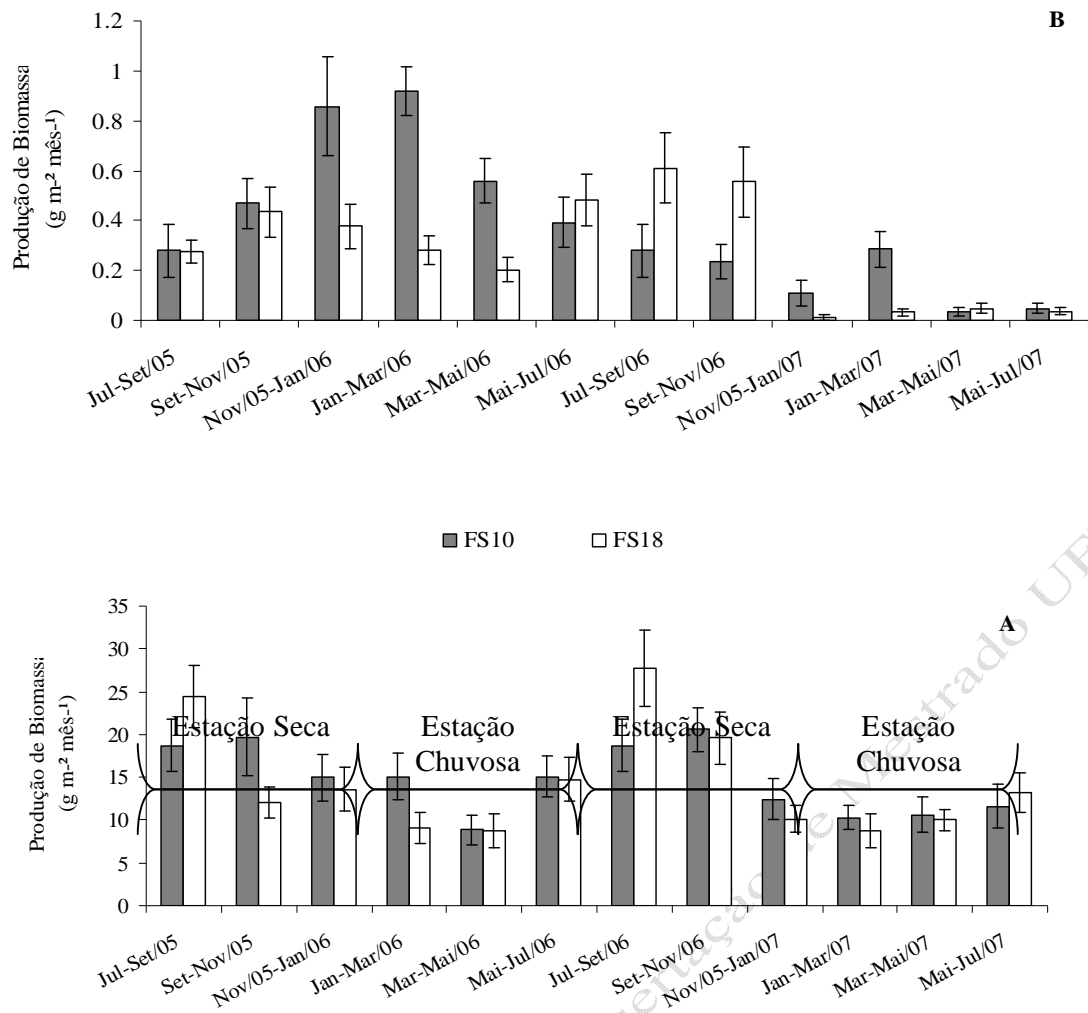 B
Produção de Biomassa
(g m-² mês-¹)
1.2
1
0.8
0.6
0.4
0.2
0
Jul-Set/05
Set-Nov/05
Nov/05-Jan/06
Jan-Mar/06
Mar-Mai/06
Mai-Jul/06
Jul-Set/06
Set-Nov/06
Nov/05-Jan/07
Jan-Mar/07
Mar-Mai/07
Mai-Jul/07
FS10
FS18
A
Produção de Biomassa
(g m-² mês-¹)
35
30
25
20
15
10
5
0
Estação Seca
Estação
Chuvosa
Estação Seca
Estação
Chuvosa
Jul-Set/05
Set-Nov/05
Nov/05-Jan/06
Jan-Mar/06
Mar-Mai/06
Mai-Jul/06
Jul-Set/06
Set-Nov/06
Nov/05-Jan/07
Jan-Mar/07
Mar-Mai/07
Mai-Jul/07